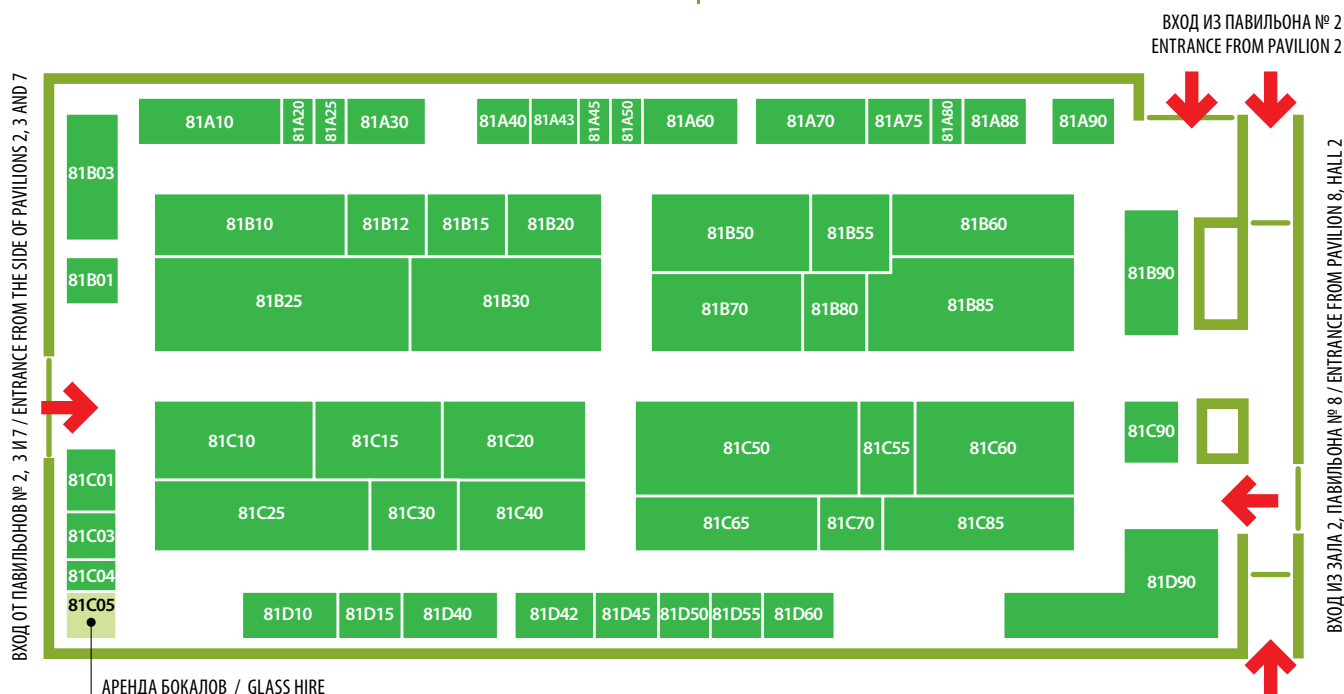 ВХОД ИЗ ПАВИЛЬОНА № 2
ENTRANCE FROM PAVILION 2
ВХОД ОТ ПАВИЛЬОНОВ № 2, 3 И 7 / ENTRANCE FROM THE SIDE OF PAVILIONS 2, 3 AND 7
81A10
81A20
81A25
81A30
81A40
81A43
81A45
81A50
81A60
81A70
81A75
81A80
81A88
81A90
81B03
81B10
81B12
81B15
81B20
81B50
81B55
81B60
81B01
81B25
81B30
81B70
81B80
81B85
81B90
81C10
81C15
81C20
81C50
81C55
81C60
81C90
81C01
81C25
81C30
81C40
81C65
81C70
81C85
81C03
81C04
81C05
81D10
81D15
81D40
81D42
81D45
81D50
81D55
81D60
81D90
ВХОД ИЗ ЗАЛА 2, ПАВИЛЬОНА № 8 / ENTRANCE FROM PAVILION 8, HALL 2
АРЕНДА БОКАЛОВ / GLASS HIRE